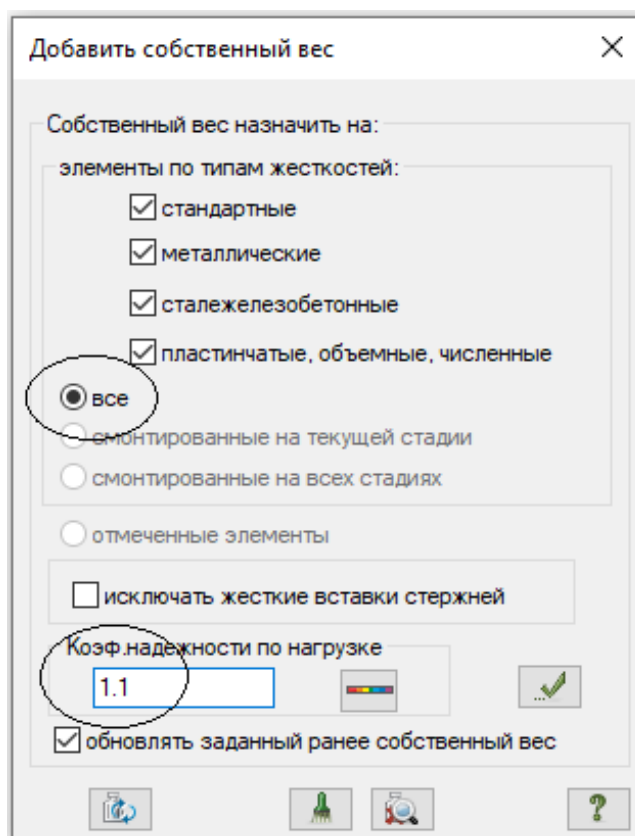 Добавить собственный вес
Собственный вес назначить на:
элементы по типам жесткостей:
стандартные
металлические
сталежелезобетонные
пластинчатые, объемные, численные
все
смонтированные на текущей стадии
смонтированные на всех стадиях
отмеченные элементы
исключать жесткие вставки стержней
Коэф.надежности по нагрузке
1.1
обновлять заданный ранее собственный вес
?